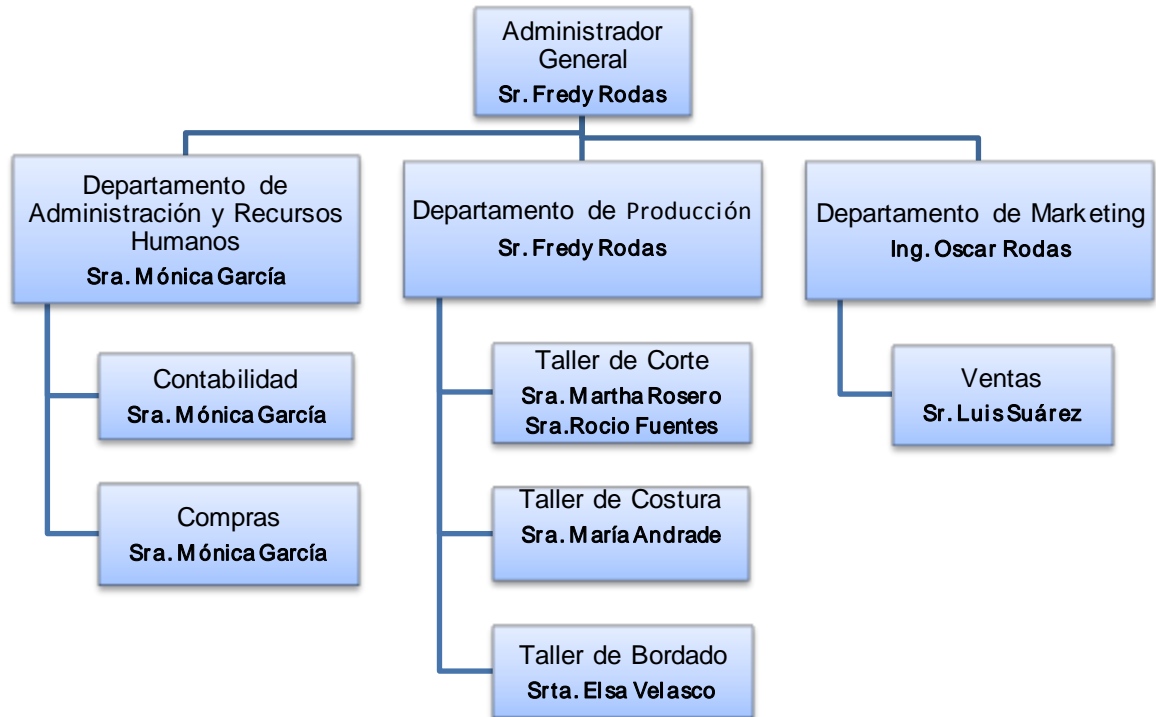 Administrador
General
Sr. Fredy Rodas
Departamento de
Administración y Recursos
Humanos
Sra. Mónica García
Departamento de Producción
Sr. Fredy Rodas
Departamento de Marketing
Ing. Oscar Rodas
Contabilidad
Sra. Mónica García
Compras
Sra. Mónica García
Taller de Corte
Sra. Martha Rosero
Sra.Rocio Fuentes
Taller de Costura
Sra. María Andrade
Taller de Bordado
Srta. Elsa Velasco
Ventas
Sr. Luis Suárez